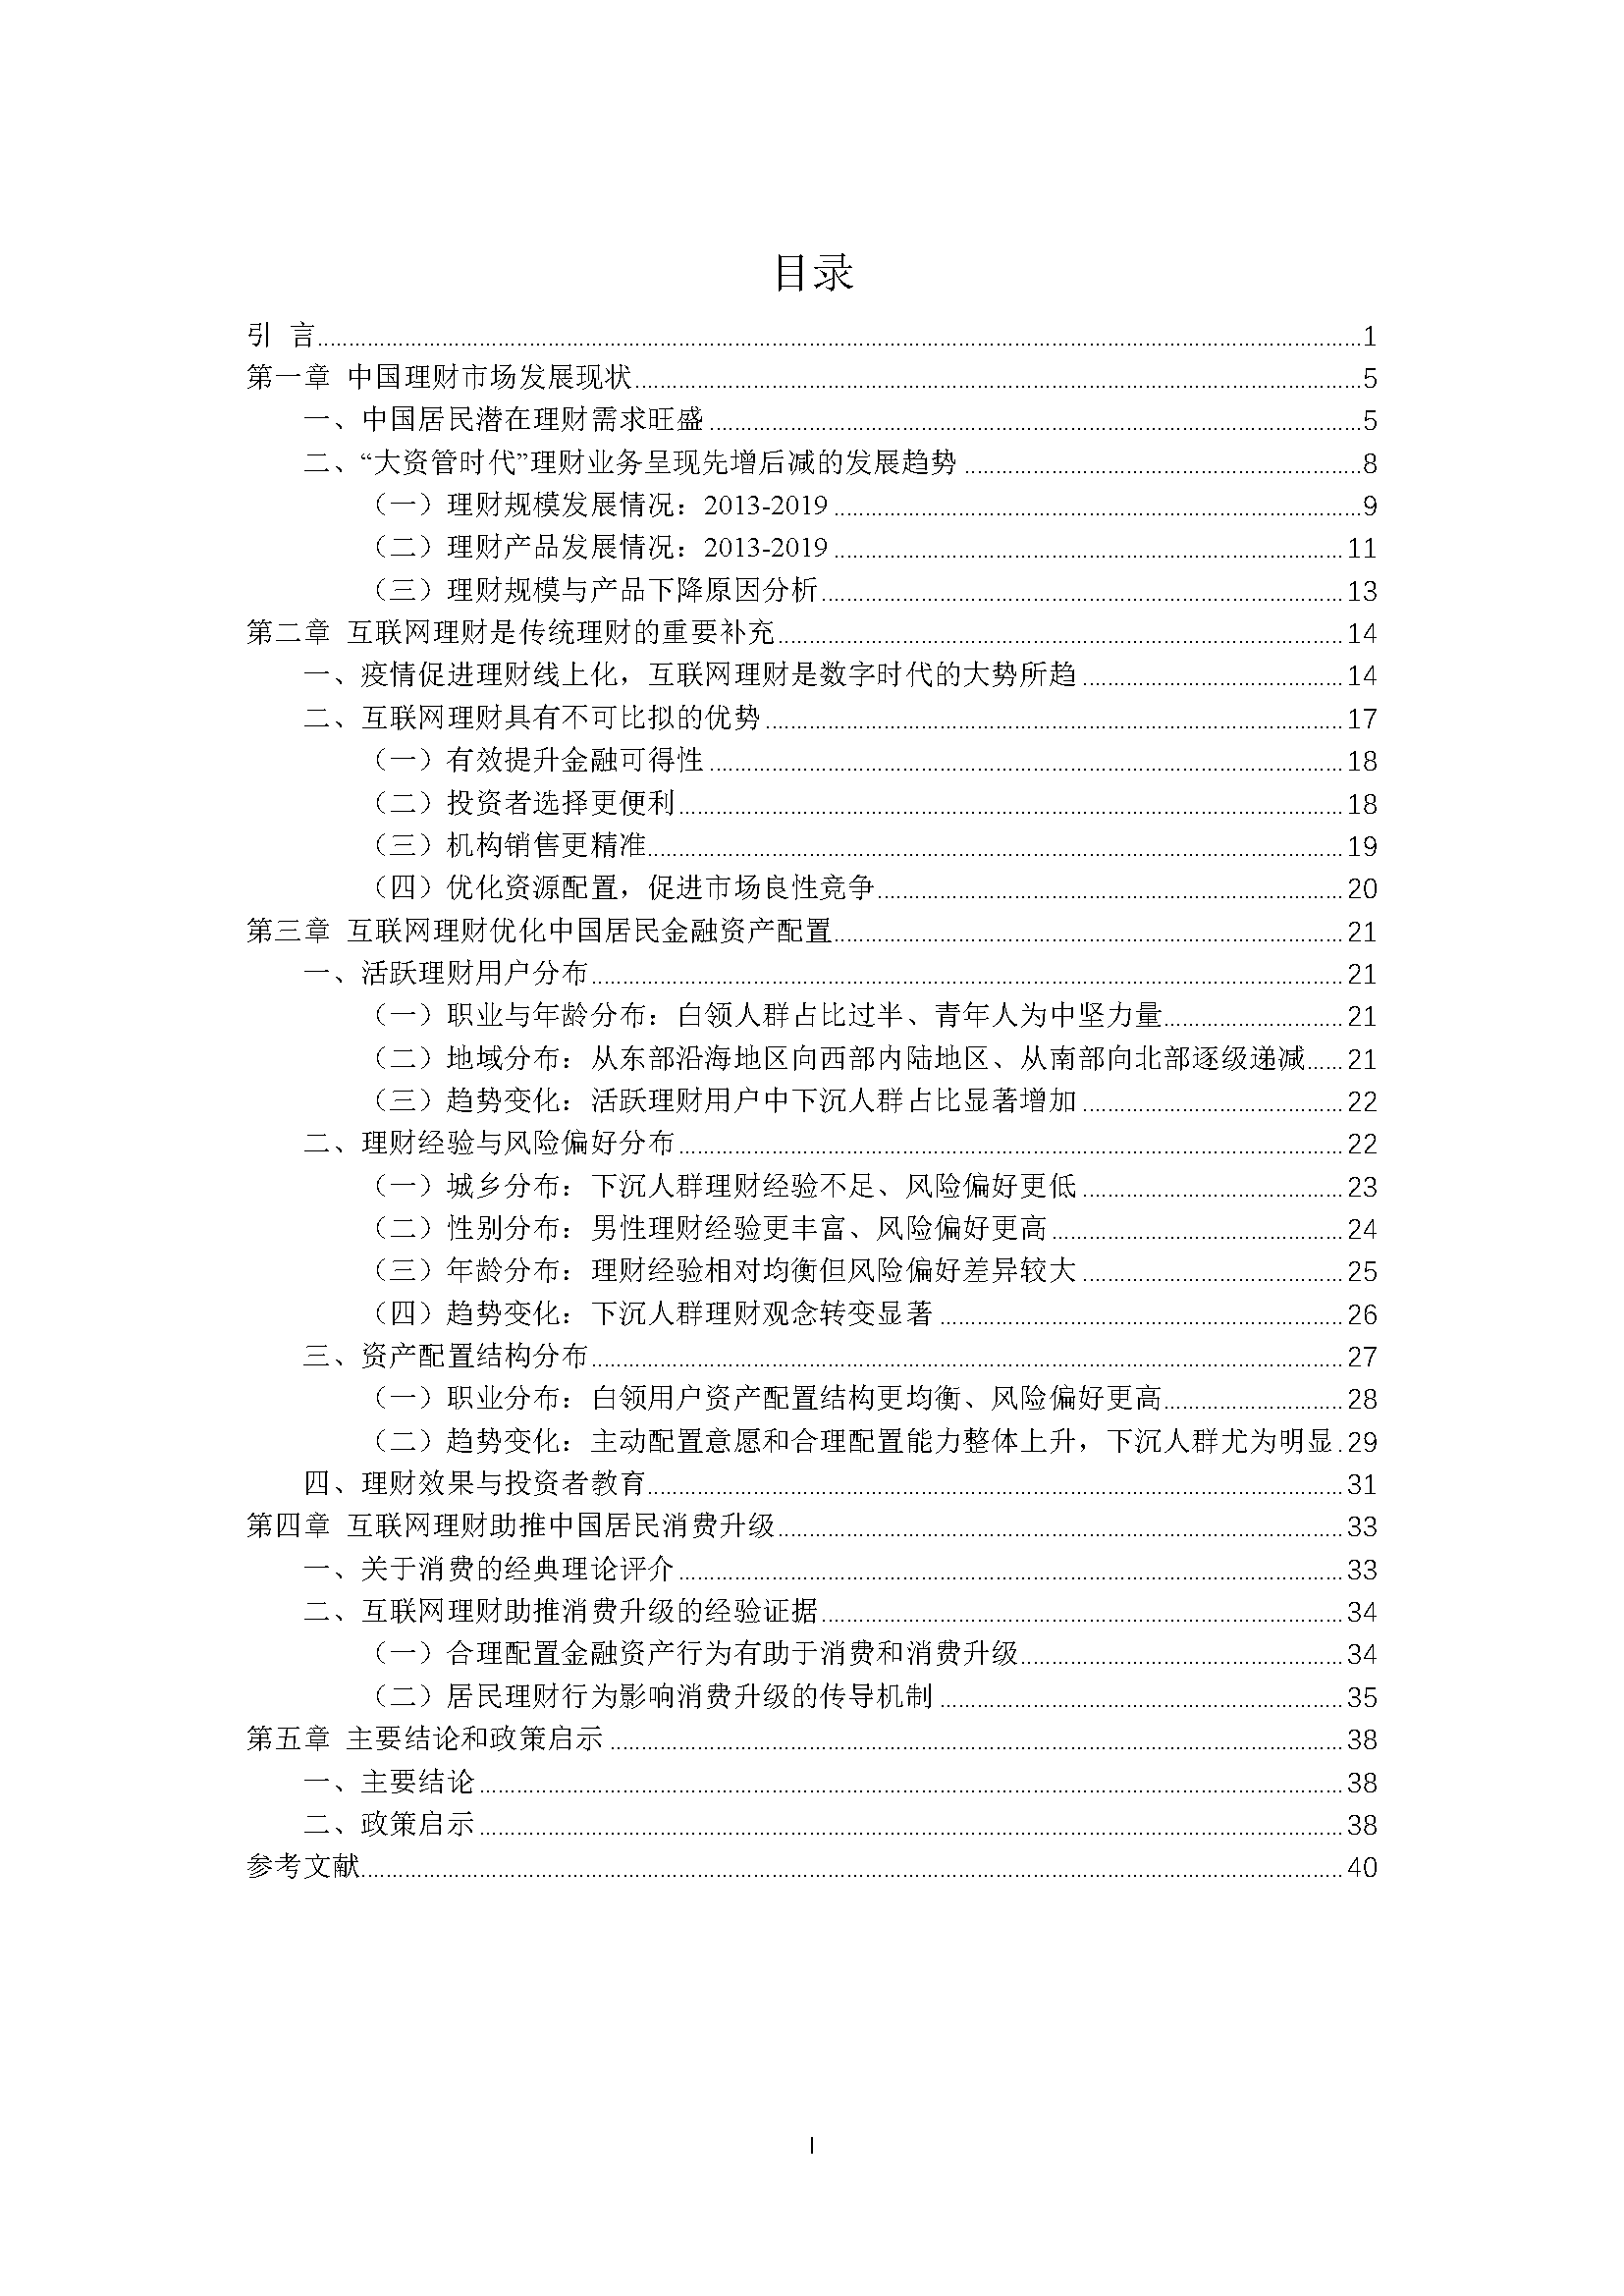 目录
引 言 1
第一章 中国理财市场发展现状 5
一、中国居民潜在理财需求旺盛 5
二、“大资管时代”理财业务呈现先增后减的发展趋势 8
（一）理财规模发展情况：2013-2019 9
（二）理财产品发展情况：2013-2019 11
（三）理财规模与产品下降原因分析 13
第二章 互联网理财是传统理财的重要补充 14
一、疫情促进理财线上化，互联网理财是数字时代的大势所趋 14
二、互联网理财具有不可比拟的优势 17
（一）有效提升金融可得性 18
（二）投资者选择更便利 18
（三）机构销售更精准 19
（四）优化资源配置，促进市场良性竞争 20
第三章 互联网理财优化中国居民金融资产配置 21
一、活跃理财用户分布 21
（一）职业与年龄分布：白领人群占比过半、青年人为中坚力量 21
（二）地域分布：从东部沿海地区向西部内陆地区、从南部向北部逐级递减 21
（三）趋势变化：活跃理财用户中下沉人群占比显著增加 22
二、理财经验与风险偏好分布 22
（一）城乡分布：下沉人群理财经验不足、风险偏好更低 23
（二）性别分布：男性理财经验更丰富、风险偏好更高 24
（三）年龄分布：理财经验相对均衡但风险偏好差异较大 25
（四）趋势变化：下沉人群理财观念转变显著 26
三、资产配置结构分布 27
（一）职业分布：白领用户资产配置结构更均衡、风险偏好更高 28
（二）趋势变化：主动配置意愿和合理配置能力整体上升，下沉人群尤为明显 29
四、理财效果与投资者教育 31
第四章 互联网理财助推中国居民消费升级 33
一、关于消费的经典理论评介 33
二、互联网理财助推消费升级的经验证据 34
（一）合理配置金融资产行为有助于消费和消费升级 34
（二）居民理财行为影响消费升级的传导机制 35
第五章 主要结论和政策启示 38
一、主要结论 38
二、政策启示 38
参考文献 40
I